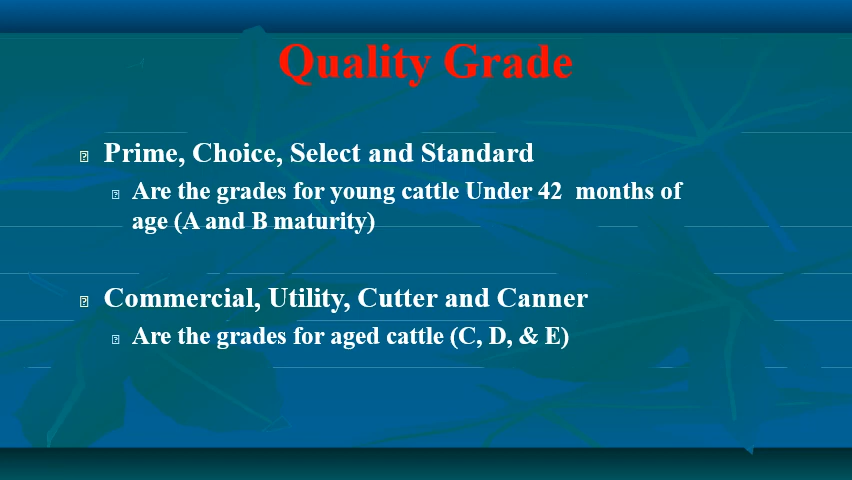 Quality Grade
Prime, Choice, Select and Standard
Are the grades for young cattle Under 42  months of
age (A and B maturity)
Commercial, Utility, Cutter and Canner
Are the grades for aged cattle (C, D, & E)